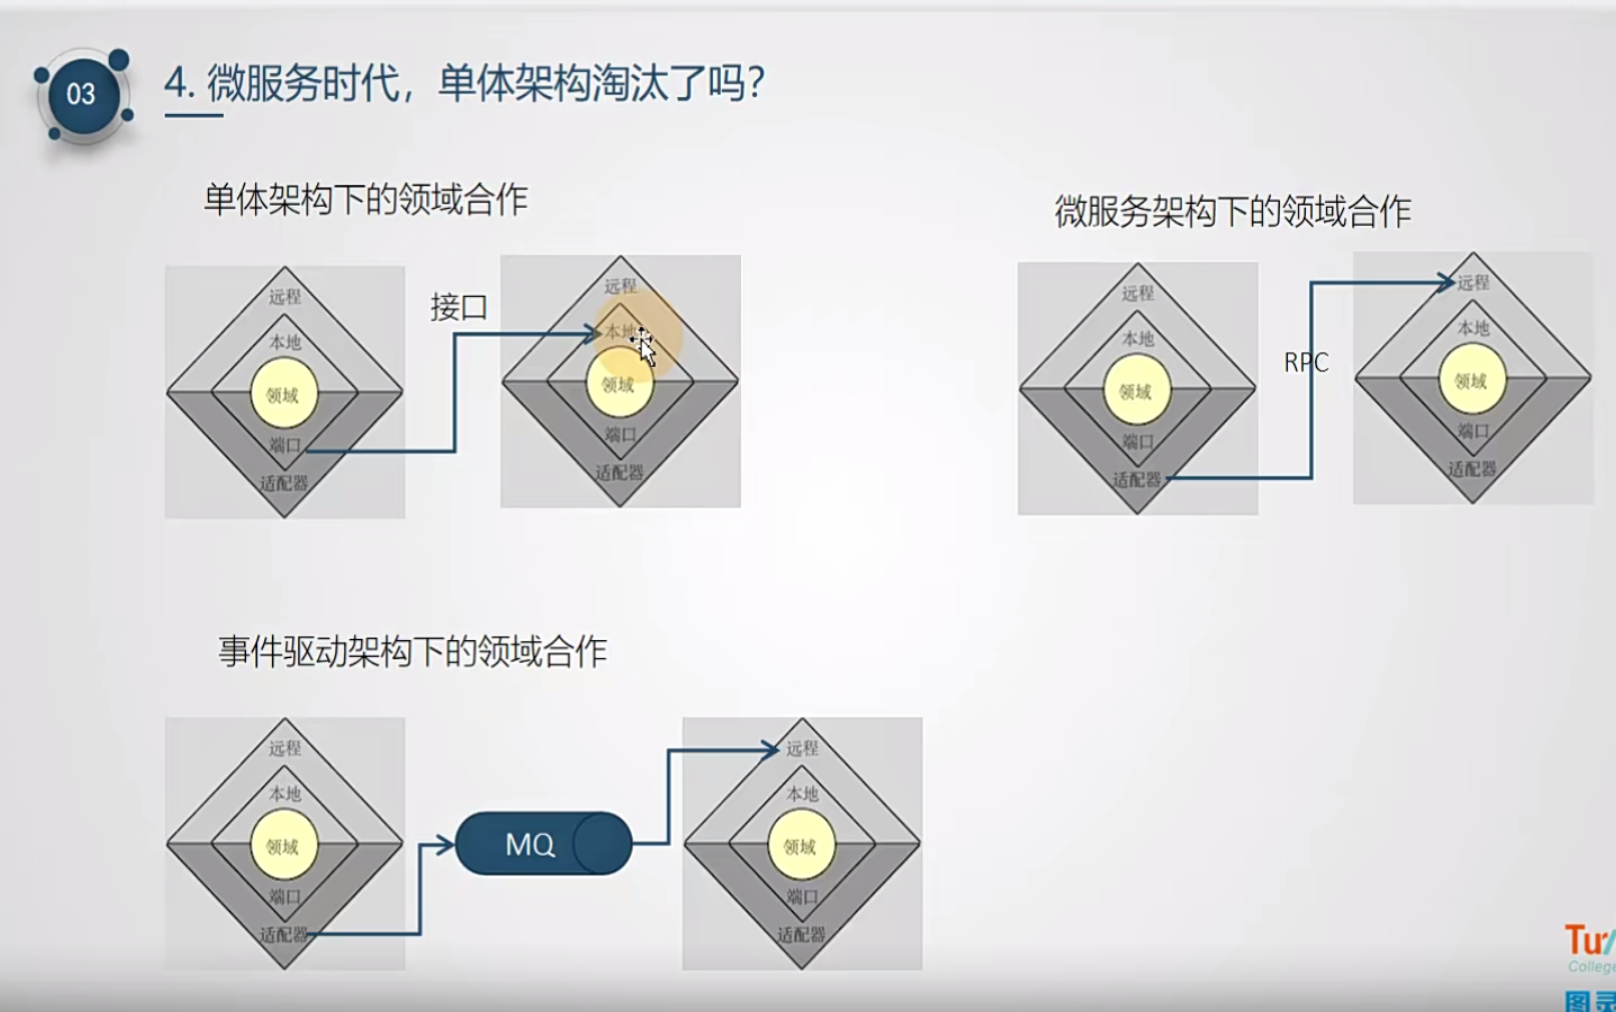 03
4. 微服务时代，单体架构淘汰了吗？
单体架构下的领域合作
远程
本地
领域
端口
适配器
接口
远程
本地
领域
端口
适配器
微服务架构下的领域合作
远程
本地
领域
端口
适配器
RPC
远程
本地
领域
端口
适配器
事件驱动架构下的领域合作
远程
本地
领域
端口
适配器
MQ
远程
本地
领域
端口
适配器
Tu
College
图灵